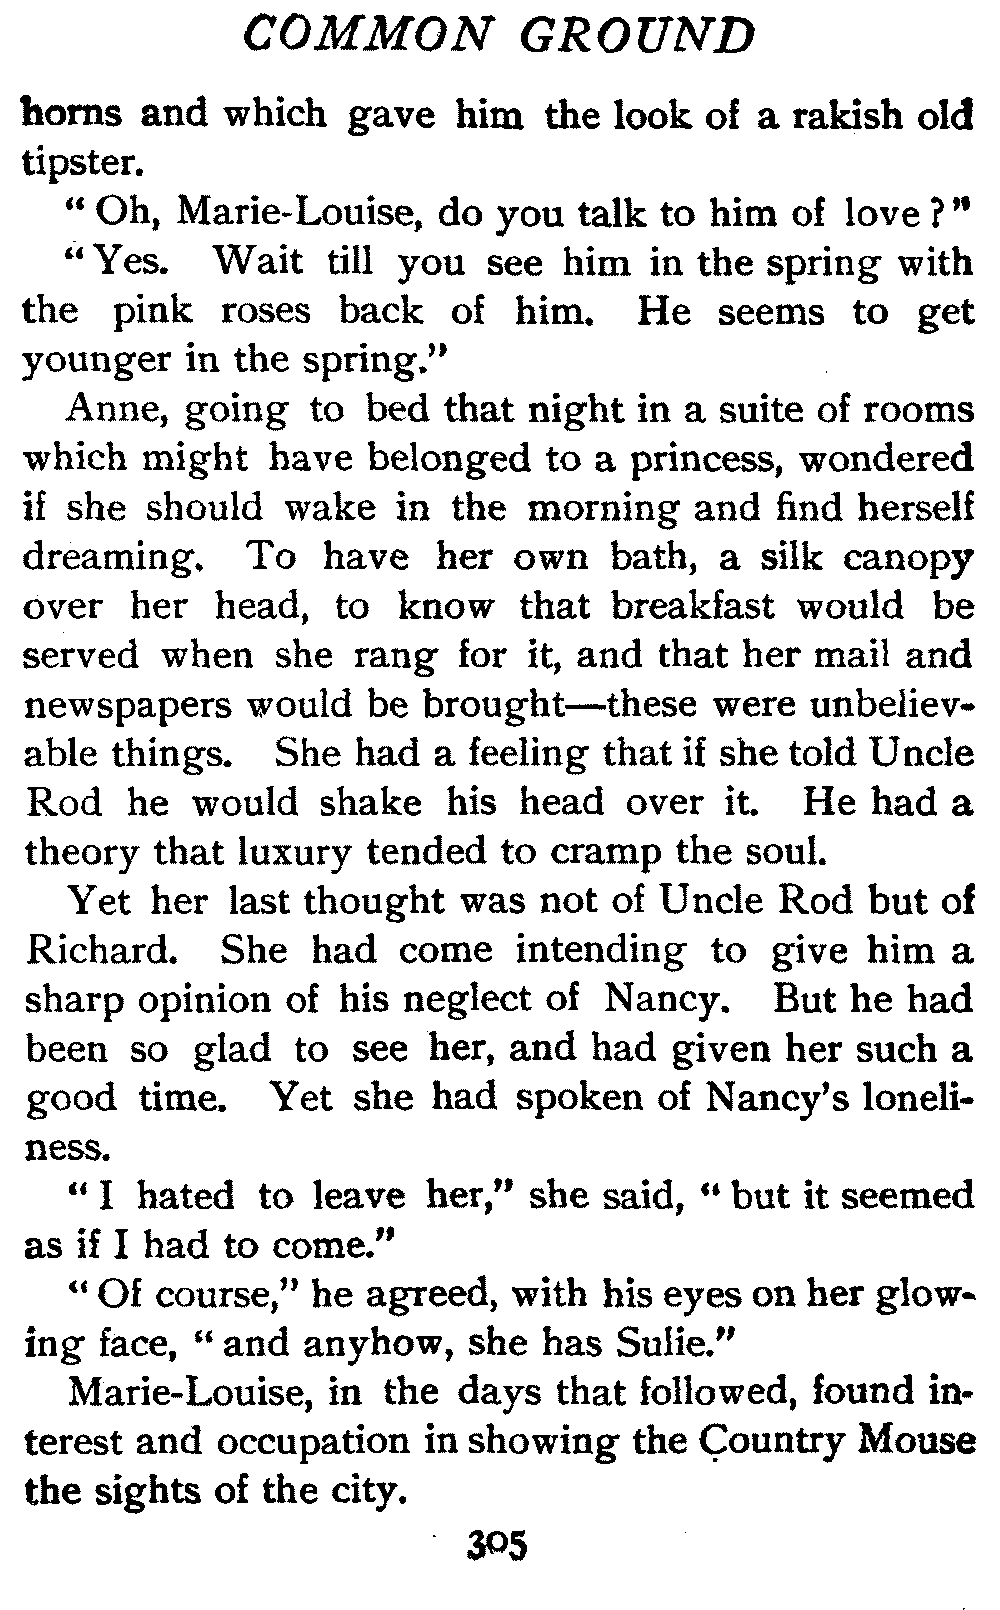 COMMON GROUND
horns and which gave him the look of a rakish old
tipster.
" Oh, Marie-Louise, do you talk to him of love ? "
" Yes. Wait till you see him in the spring with
the pink roses back of him. He seems to get
younger in the spring."
Anne, going to bed that night in a suite of rooms
which might have belonged to a princess, wondered
if she should wake in the morning and find herself
dreaming. To have her own bath, a silk canopy
over her head, to know that breakfast would be
served when she rang for it, and that her mail and
newspapers would be brought—these were unbeliev-
able things. She had a feeling that if she told Uncle
Rod he would shake his head over it. He had a
theory that luxury tended to cramp the soul.
Yet her last thought was not of Uncle Rod but of
Richard. She had come intending to give him a
sharp opinion of his neglect of Nancy. But he had
been so glad to see her, and had given her such a
good time. Yet she had spoken of Nancy's loneli-
ness.
" I hated to leave her," she said, " but it seemed
as if I had to come."
" Of course," he agreed, with his eyes on her glow-
ing face, " and anyhow, she has Sulie."
Marie-Louise, in the days that followed, found in-
terest and occupation in showing the Country Mouse
the sights of the city.
305